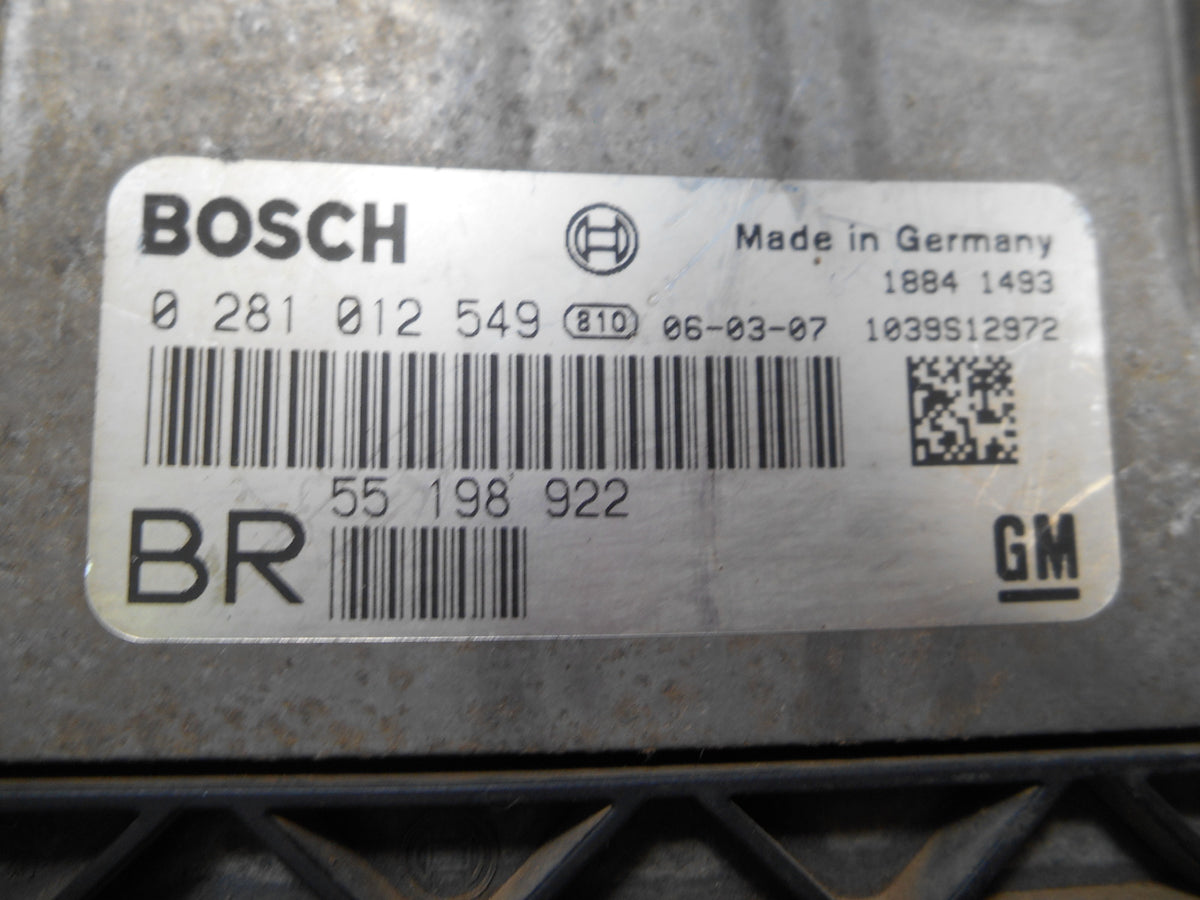 BOSCH
Made in Germany
1884 1493
0 281 012 549 810 06-03-07 1039S12972
55 198 922
BR
GM